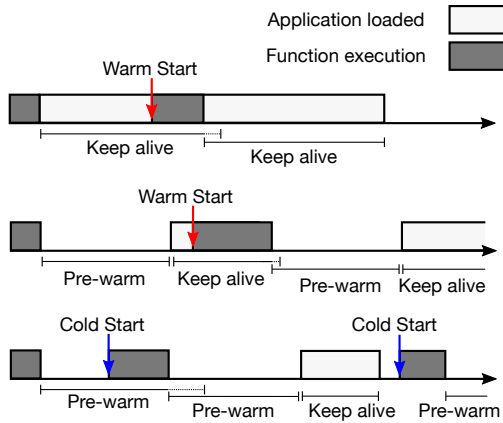 Application loaded
Function execution
Warm Start
Keep alive
Keep alive
Warm Start
Pre-warm
Keep alive
Pre-warm
Keep alive
Cold Start
Cold Start
Pre-warm
Pre-warm
Keep alive
Pre-warm